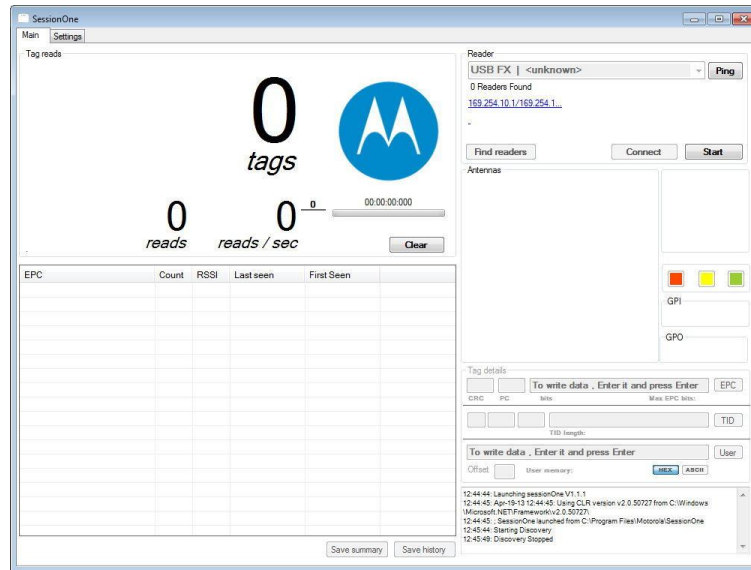 SessionOne
Main Settings
Tag reads
0
tags
0 0 0 00:00:00:000
reads reads / sec Clear
EPC Count RSSI Last seen First Seen
Save summary Save history
Reader
USB FX | <unknown> Ping
0 Readers Found
169.254.10.1/169.254.1...
-
Find readers Connect Start
Antennas
GPI
GPO
Tag details
To write data , Enter it and press Enter EPC
CRC PC bits Max EPC bits:
TID
TID length:
To write data , Enter it and press Enter User
Offset User memory: HEX ASCII
12:44:44: Launching sessionOne V1.1.1
12:44:45: Apr-19-13 12:44:45: Using CLR version v2.0.50727 from C:\Windows
\Microsoft.NET\Framework\v2.0.50727\
12:44:45: ; SessionOne launched from C:\Program Files\Motorola\SessionOne
12:45:44: Starting Discovery
12:45:49: Discovery Stopped